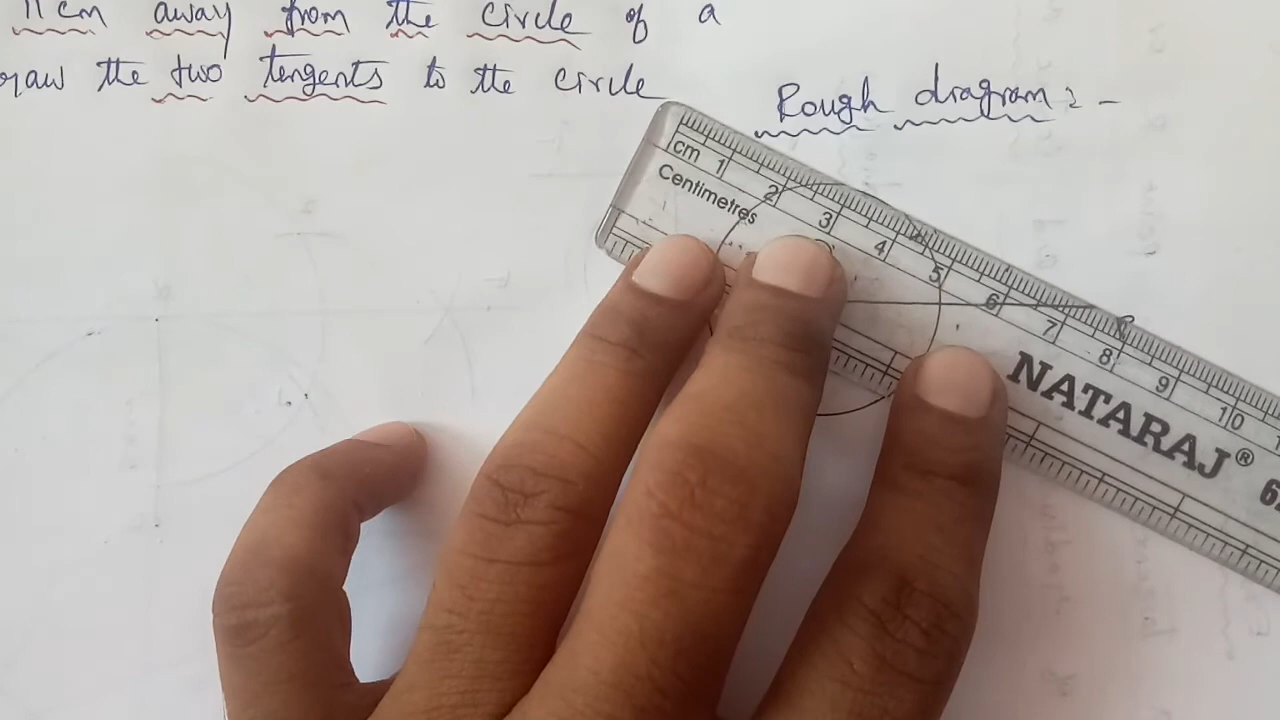 11cm away from the circle of a
draw the two tengents to the circle
Rough diagram:-
cm 1 2 3 4 5 6 7 8 9 10
Centimetres
NATARAJ®